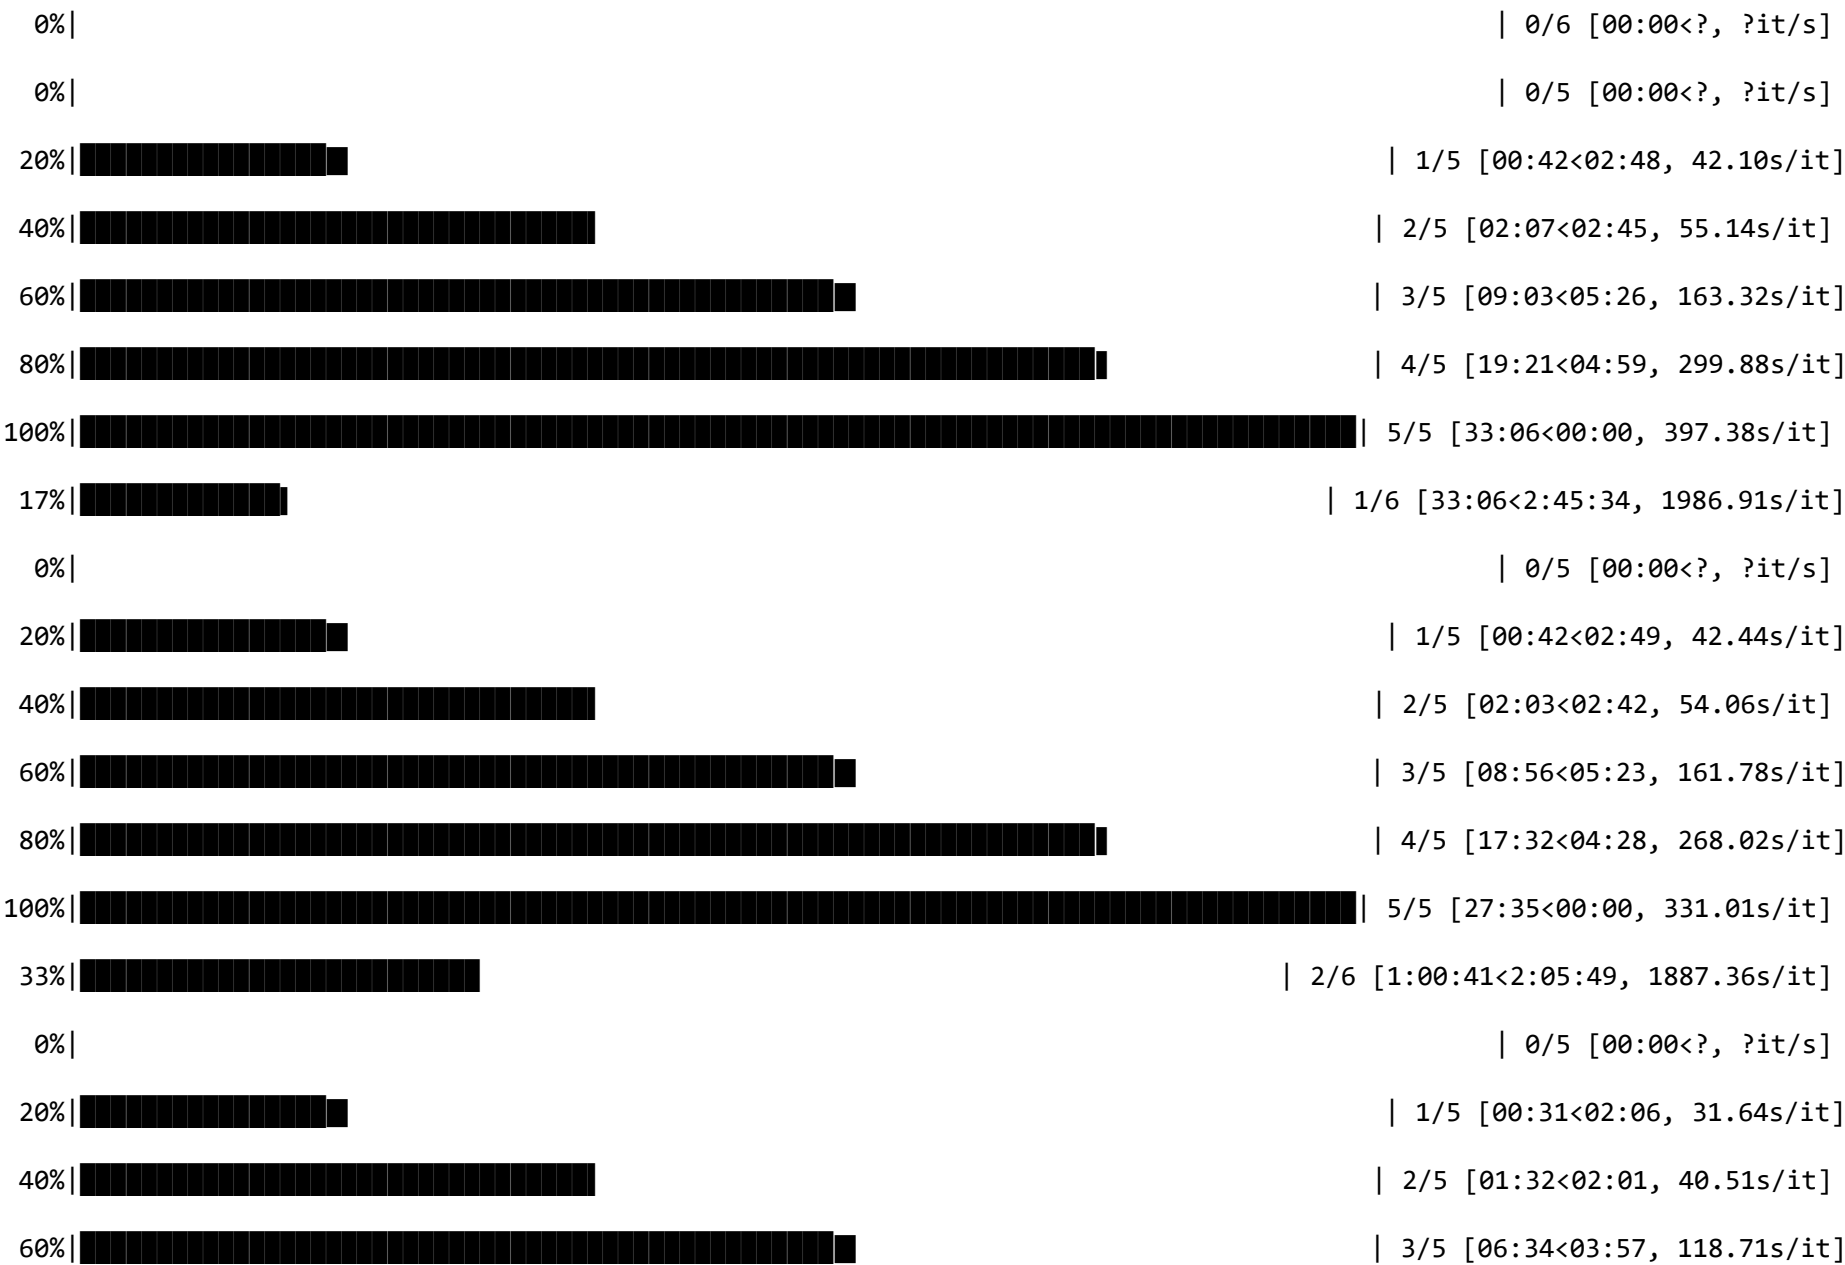 0%| | 0/6 [00:00<?, ?it/s]
0%| | 0/5 [00:00<?, ?it/s]
20%| | 1/5 [00:42<02:48, 42.10s/it]
40%| | 2/5 [02:07<02:45, 55.14s/it]
60%| | 3/5 [09:03<05:26, 163.32s/it]
80%| | 4/5 [19:21<04:59, 299.88s/it]
100%| | 5/5 [33:06<00:00, 397.38s/it]
17%| | 1/6 [33:06<2:45:34, 1986.91s/it]
0%| | 0/5 [00:00<?, ?it/s]
20%| | 1/5 [00:42<02:49, 42.44s/it]
40%| | 2/5 [02:03<02:42, 54.06s/it]
60%| | 3/5 [08:56<05:23, 161.78s/it]
80%| | 4/5 [17:32<04:28, 268.02s/it]
100%| | 5/5 [27:35<00:00, 331.01s/it]
33%| | 2/6 [1:00:41<2:05:49, 1887.36s/it]
0%| | 0/5 [00:00<?, ?it/s]
20%| | 1/5 [00:31<02:06, 31.64s/it]
40%| | 2/5 [01:32<02:01, 40.51s/it]
60%| | 3/5 [06:34<03:57, 118.71s/it]